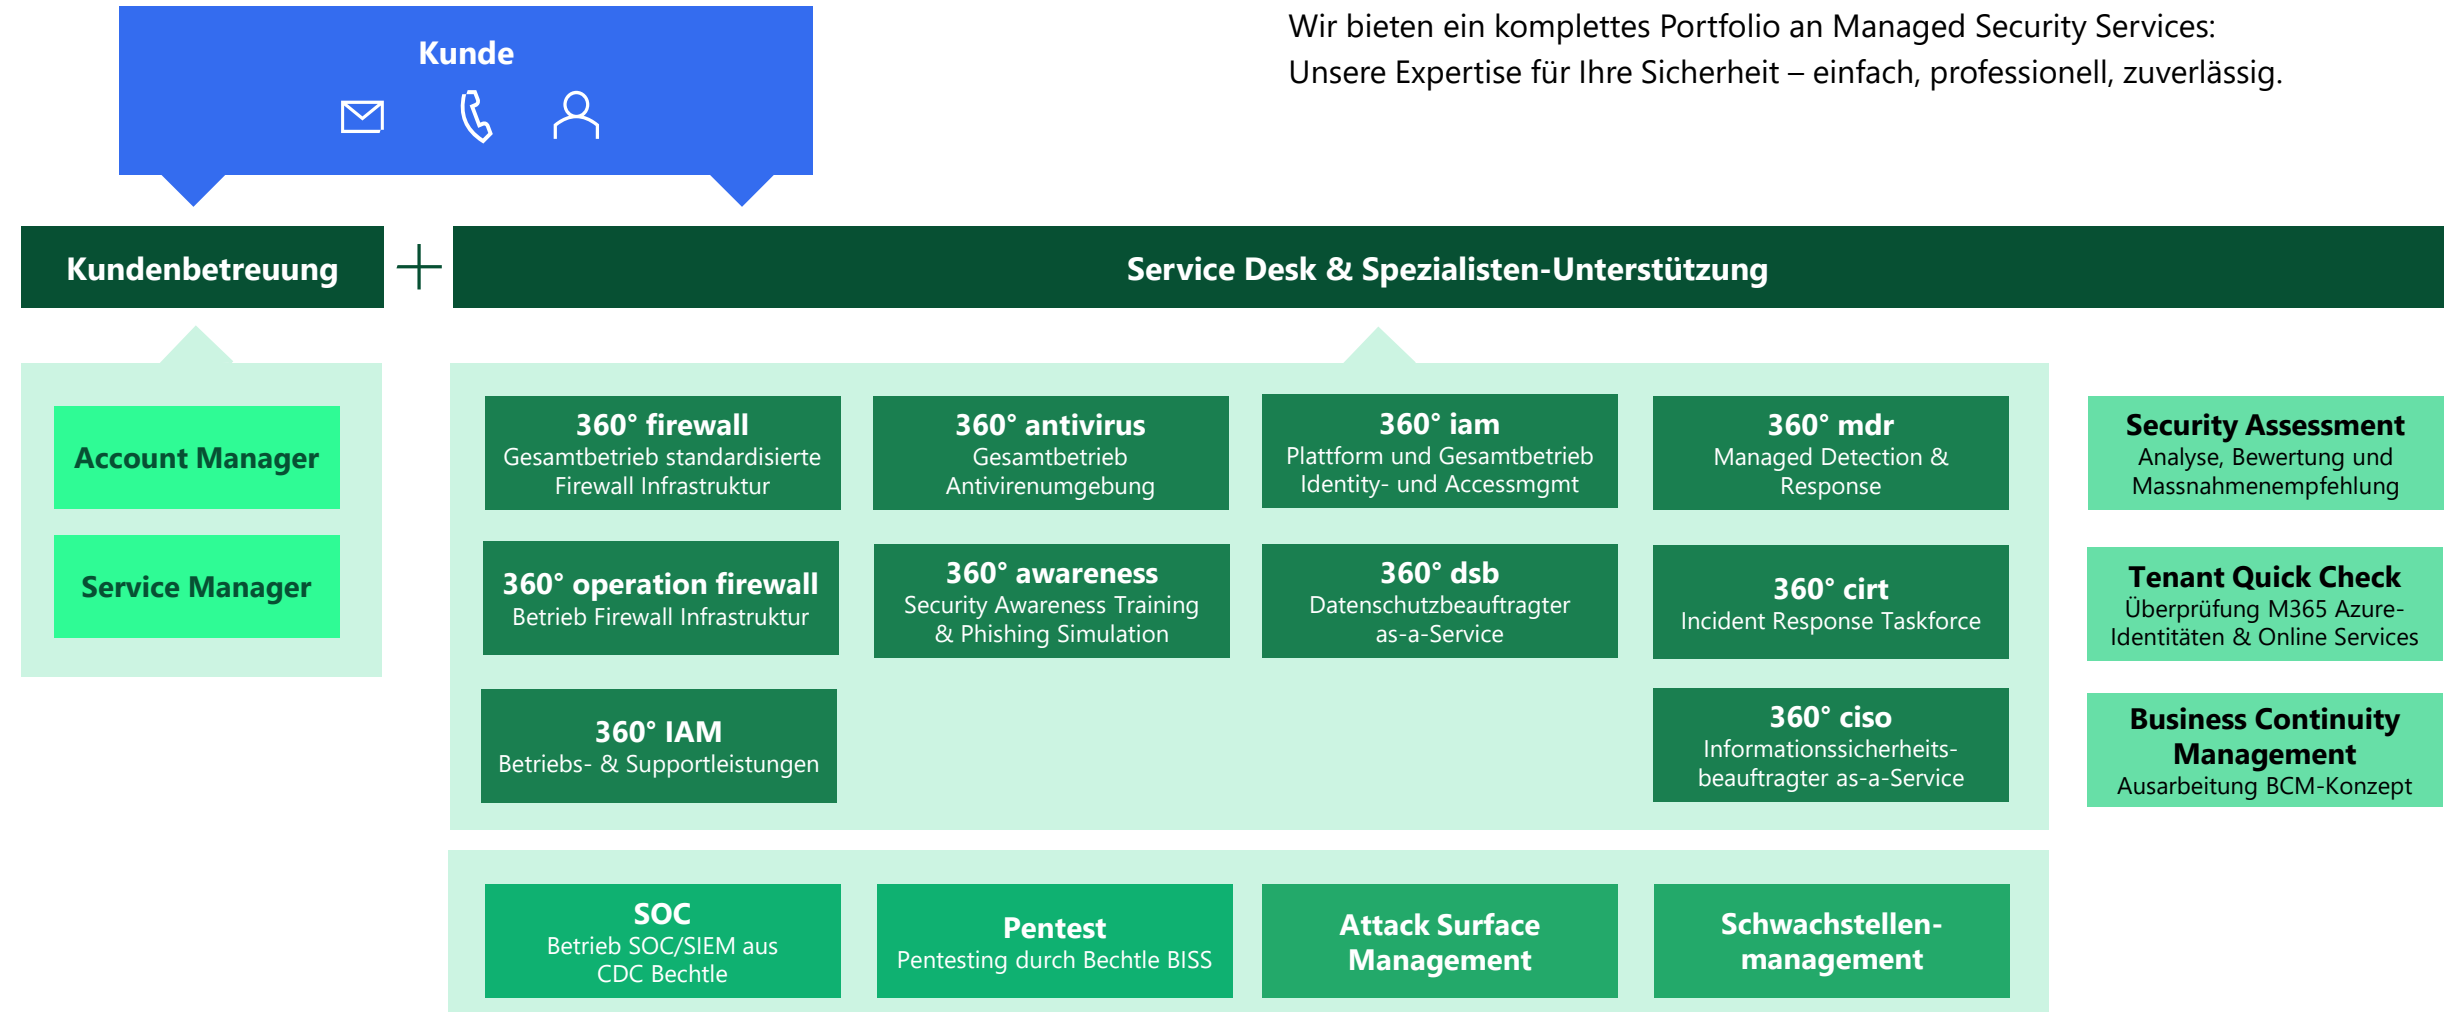 Kunde
Wir bieten ein komplettes Portfolio an Managed Security Services:
Unsere Expertise für Ihre Sicherheit – einfach, professionell, zuverlässig.
Kundenbetreuung
Service Desk & Spezialisten-Unterstützung
Account Manager
Service Manager
360° firewall
Gesamtbetrieb standardisierte
Firewall Infrastruktur
360° antivirus
Gesamtbetrieb
Antivirenumgebung
360° iam
Plattform und Gesamtbetrieb
Identity- und Accessmgmt
360° mdr
Managed Detection &
Response
Security Assessment
Analyse, Bewertung und
Massnahmenempfehlung
360° operation firewall
Betrieb Firewall Infrastruktur
360° awareness
Security Awareness Training
& Phishing Simulation
360° dsb
Datenschutzbeauftragter
as-a-Service
360° cirt
Incident Response Taskforce
Tenant Quick Check
Überprüfung M365 Azure-
Identitäten & Online Services
360° IAM
Betriebs- & Supportleistungen
360° ciso
Informationssicherheits-
beauftragter as-a-Service
Business Continuity
Management
Ausarbeitung BCM-Konzept
SOC
Betrieb SOC/SIEM aus
CDC Bechtle
Pentest
Pentesting durch Bechtle BISS
Attack Surface
Management
Schwachstellen-
management